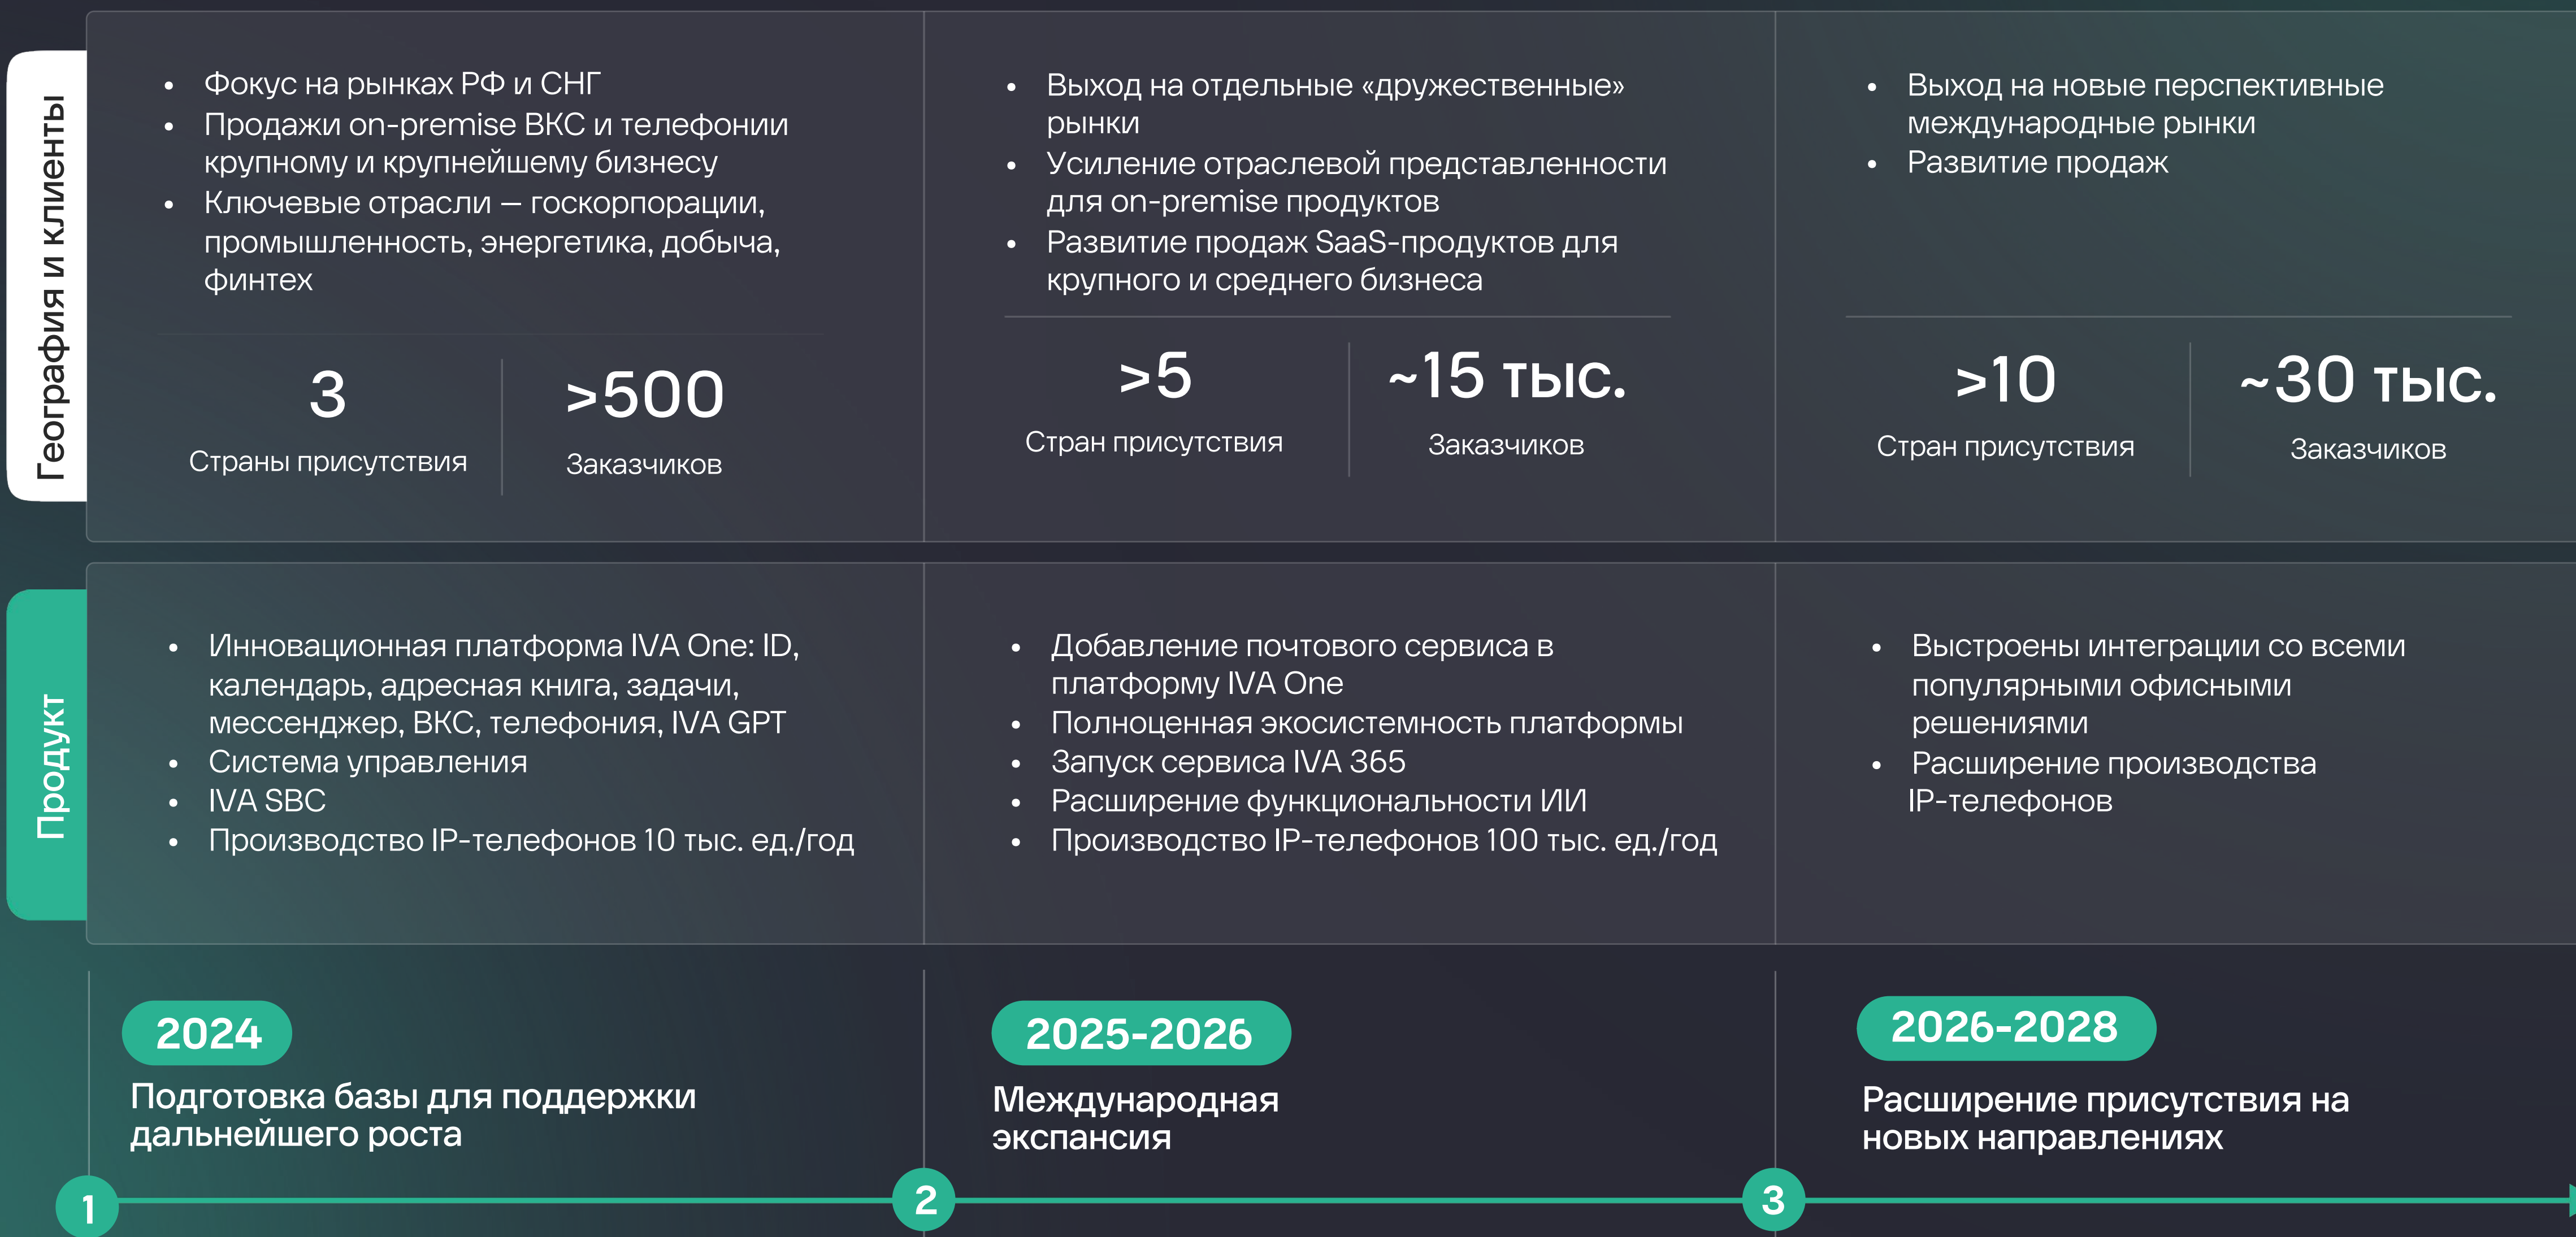 География и клиенты
Фокус на рынках РФ и СНГ
Продажи on-premise ВКС и телефонии
крупному и крупнейшему бизнесу
Ключевые отрасли – госкорпорации,
промышленность, энергетика, добыча,
финтех
3
Страны присутствия
>500
Заказчиков
Выход на отдельные «дружественные»
рынки
Усиление отраслевой представленности
для on-premise продуктов
Развитие продаж SaaS-продуктов для
крупного и среднего бизнеса
>5
Стран присутствия
~15 тыс.
Заказчиков
Выход на новые перспективные
международные рынки
Развитие продаж
>10
Стран присутствия
~30 тыс.
Заказчиков
Продукт
Инновационная платформа IVA One: ID,
календарь, адресная книга, задачи,
мессенджер, ВКС, телефония, IVA GPT
Система управления
IVA SBC
Производство IP-телефонов 10 тыс. ед./год
Добавление почтового сервиса в
платформу IVA One
Полноценная экосистемность платформы
Запуск сервиса IVA 365
Расширение функциональности ИИ
Производство IP-телефонов 100 тыс. ед./год
Выстроены интеграции со всеми
популярными офисными
решениями
Расширение производства
IP-телефонов
2024
Подготовка базы для поддержки
дальнейшего роста
1
2025-2026
Международная
экспансия
2
2026-2028
Расширение присутствия на
новых направлениях
3